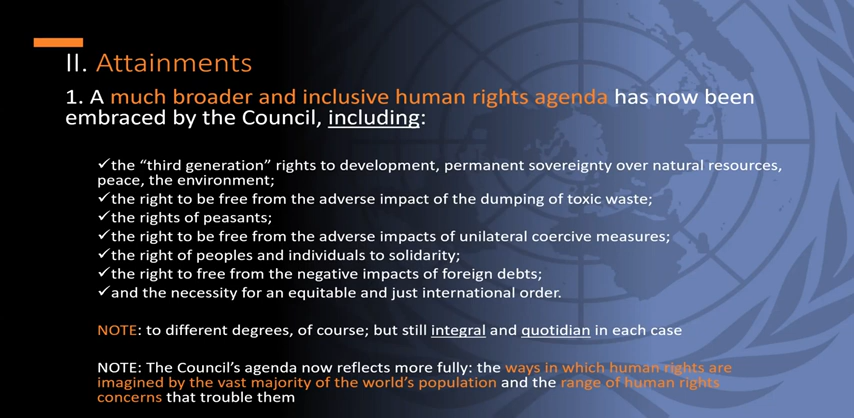 II. Attainments
1. A much broader and inclusive human rights agenda has now been
embraced by the Council, including:
✓the “third generation” rights to development, permanent sovereignty over natural resources,
peace, the environment;
✓the right to be free from the adverse impact of the dumping of toxic waste;
✓the rights of peasants;
✓the right to be free from the adverse impacts of unilateral coercive measures;
✓the right of peoples and individuals to solidarity;
✓the right to free from the negative impacts of foreign debts;
✓and the necessity for an equitable and just international order.
NOTE: to different degrees, of course; but still integral and quotidian in each case
NOTE: The Council’s agenda now reflects more fully: the ways in which human rights are
imagined by the vast majority of the world’s population and the range of human rights
concerns that trouble them